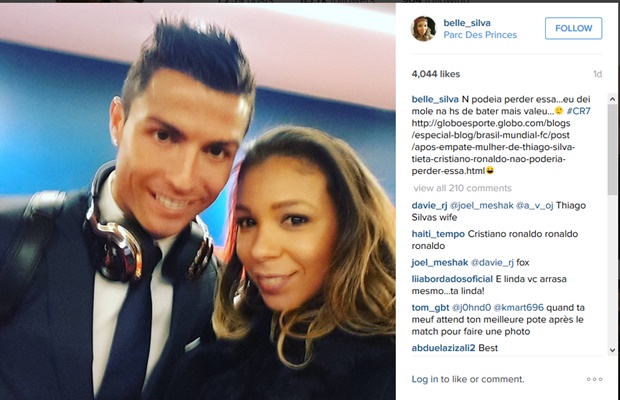 belle_silva
Parc Des Princes
FOLLOW
4,044 likes
1d
belle_silva N podeia perder essa...eu dei
mole na hs de bater mais valeu...🙂 #CR7
http://globoesporte.globo.com/blogs
/especial-blog/brasil-mundial-fc/post
/apos-empate-mulher-de-thiago-silva-
tieta-cristiano-ronaldo-nao-poderia-
perder-essa.html😀
view all 210 comments
davie_rj @joel_meshak @a_v_oj Thiago
Silvas wife
haiti_tempo Cristiano ronaldo ronaldo
ronaldo
joel_meshak @davie_rj fox
liiabordadosoficial E linda vc arrasa
mesmo...ta linda!
tom_gbt @j0hnd0 @kmart696 quand ta
meuf attend ton meilleure pote après le
match pour faire une photo
abduelazizali2 Best
Log in to like or comment.